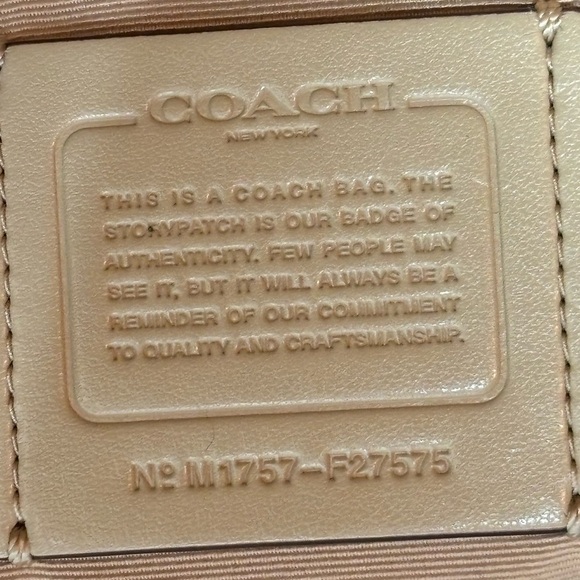 COACH
NEW YORK
THIS IS A COACH BAG. THE
STORYPATCH IS OUR BADGE OF
AUTHENTICITY. FEW PEOPLE MAY
SEE IT, BUT IT WILL ALWAYS BE A
REMINDER OF OUR COMMITMENT
TO QUALITY AND CRAFTSMANSHIP.
Nº M1757-F27575